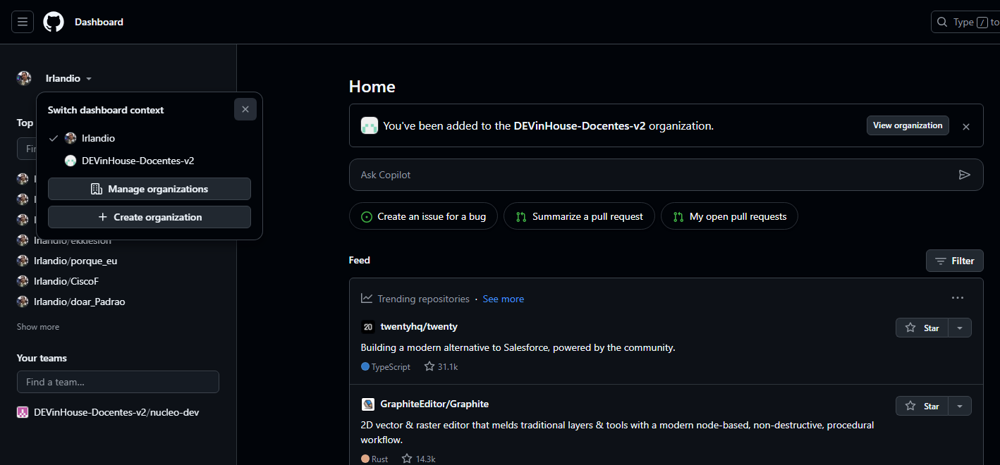 Dashboard
Type / to
Irlandio
Switch dashboard context
Irlandio
DEVinHouse-Docentes-v2
Manage organizations
Create organization
Top
Irlandio/ekklesion
Irlandio/porque_eu
Irlandio/CiscoF
Irlandio/doar_Padrao
Show more
Your teams
Find a team...
DEVinHouse-Docentes-v2/nucleo-dev
Home
You've been added to the DEVinHouse-Docentes-v2 organization.
View organization
Ask Copilot
Create an issue for a bug
Summarize a pull request
My open pull requests
Feed
Filter
Trending repositories · See more
20 twentyhq/twenty
Star
Building a modern alternative to Salesforce, powered by the community.
TypeScript 31.1k
GraphiteEditor/Graphite
Star
2D vector & raster editor that melds traditional layers & tools with a modern node-based, non-destructive, procedural
workflow.
Rust 14.3k